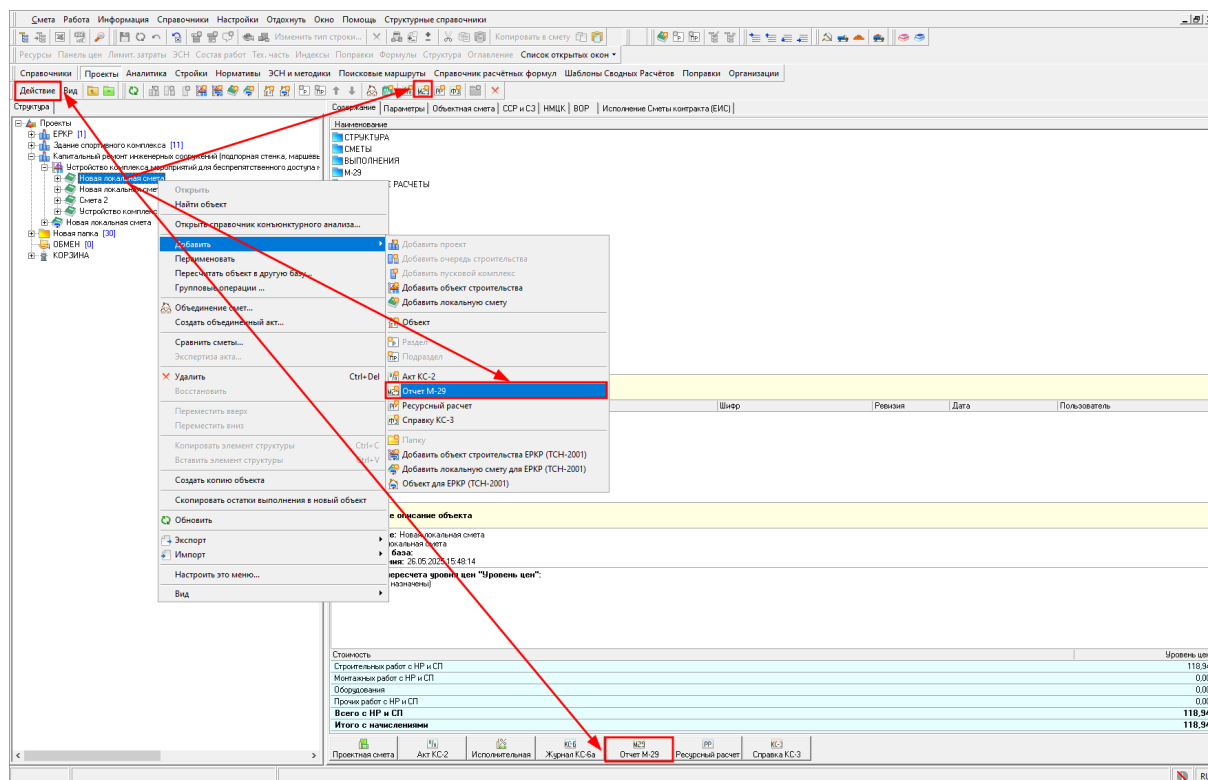 Смета Работа Информация Справочники Настройки Отдохнуть Окно Помощь Структурные справочники
Изменить тип строки... Копировать в смету
Ресурсы Панель цен Лимит. затраты ЭСН Состав работ Тех. часть Индексы Поправки Формулы Структура Оглавление Список открытых окон
Справочники Проекты Аналитика Стройки Нормативы ЭСН и методики Поисковые маршруты Справочник расчётных формул Шаблоны Сводных Расчётов Поправки Организации
Действие Вид
Структура
Содержание Параметры Объектная смета ССР и СЗ НМЦК ВОР Исполнение Сметы контракта (ЕИС)
Проекты
ЕРКР [1]
Здание спортивного комплекса [11]
Капитальный ремонт инженерных сооружений (подпорная стенка, маршевь
Устройство комплекса мероприятий для беспрепятственного доступа н
Новая локальная смета
Новая локальная смет
Смета 2
Устройство комплекс
Новая локальная смета
Новая папка [30]
ОБМЕН [0]
КОРЗИНА
Наименование
СТРУКТУРА
СМЕТЫ
ВЫПОЛНЕНИЯ
М-29
Е РАСЧЕТЫ
Открыть
Найти объект
Открыть справочник конъюнктурного анализа...
Добавить
Переименовать
Пересчитать объект в другую базу...
Групповые операции ...
Объединение смет...
Создать объединенный акт...
Сравнить сметы...
Экспертиза акта...
Удалить Ctrl+Del
Восстановить
Переместить вверх
Переместить вниз
Копировать элемент структуры Ctrl+C
Вставить элемент структуры Ctrl+V
Создать копию объекта
Скопировать остатки выполнения в новый объект
Обновить
Экспорт
Импорт
Настроить это меню...
Вид
Добавить проект
Добавить очередь строительства
Добавить пусковой комплекс
Добавить объект строительства
Добавить локальную смету
Объект
Раздел
Подраздел
Акт КС-2
Отчет М-29
Ресурсный расчет
Справку КС-3
Папку
Добавить объект строительства ЕРКР (ТСН-2001)
Добавить локальную смету для ЕРКР (ТСН-2001)
Объект для ЕРКР (ТСН-2001)
Шифр Ревизия Дата Пользователь
е описание объекта
е: Новая локальная смета
окальная смета
база:
ния: 26.05.2025 15:48:14
пересчета уровня цен "Уровень цен":
назначены)
Стоимость Уровень цен
Строительных работ с НР и СП 118,94
Монтажных работ с НР и СП 0,00
Оборудования 0,00
Прочих работ с НР и СП 0,00
Всего с НР и СП 118,94
Итого с начислениями 118,94
Проектная смета Акт КС-2 Исполнительная Журнал КС-6а Отчет М-29 Ресурсный расчет Справка КС-3
RU